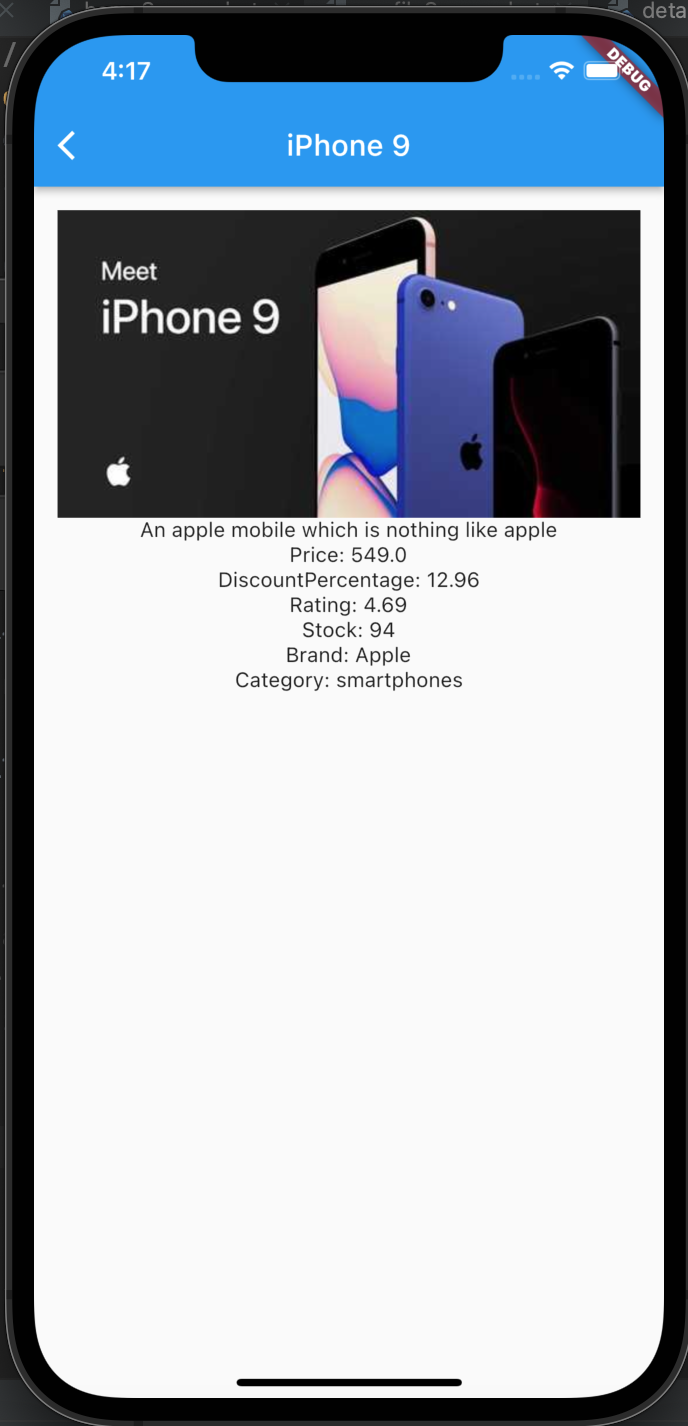 deta
4:17
DEBUG
iPhone 9
Meet
iPhone 9
An apple mobile which is nothing like apple
Price: 549.0
DiscountPercentage: 12.96
Rating: 4.69
Stock: 94
Brand: Apple
Category: smartphones